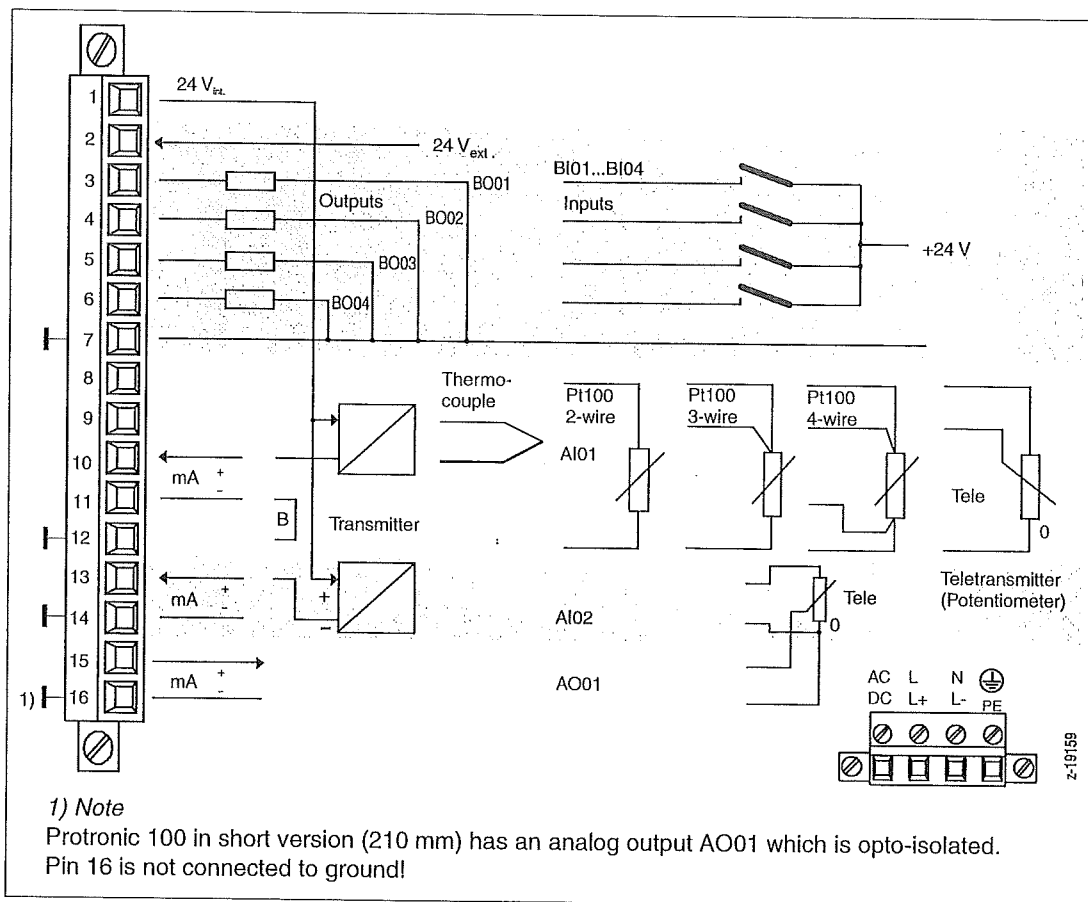 1
24 V int.
2
24 V ext.
3
BO01
BI01...BI04
4
Outputs
BO02
Inputs
5
BO03
+24 V
6
BO04
7
8
Thermo-
couple
Pt100
2-wire
Pt100
3-wire
Pt100
4-wire
9
10
AI01
mA + -
11
Tele
B
Transmitter
12
0
13
Teletransmitter
(Potentiometer)
mA + -
+
-
Tele
14
AI02
0
15
mA + -
AO01
1) 16
AC L N
DC L+ L- PE
z-19159
1) Note
Protronic 100 in short version (210 mm) has an analog output AO01 which is opto-isolated.
Pin 16 is not connected to ground!